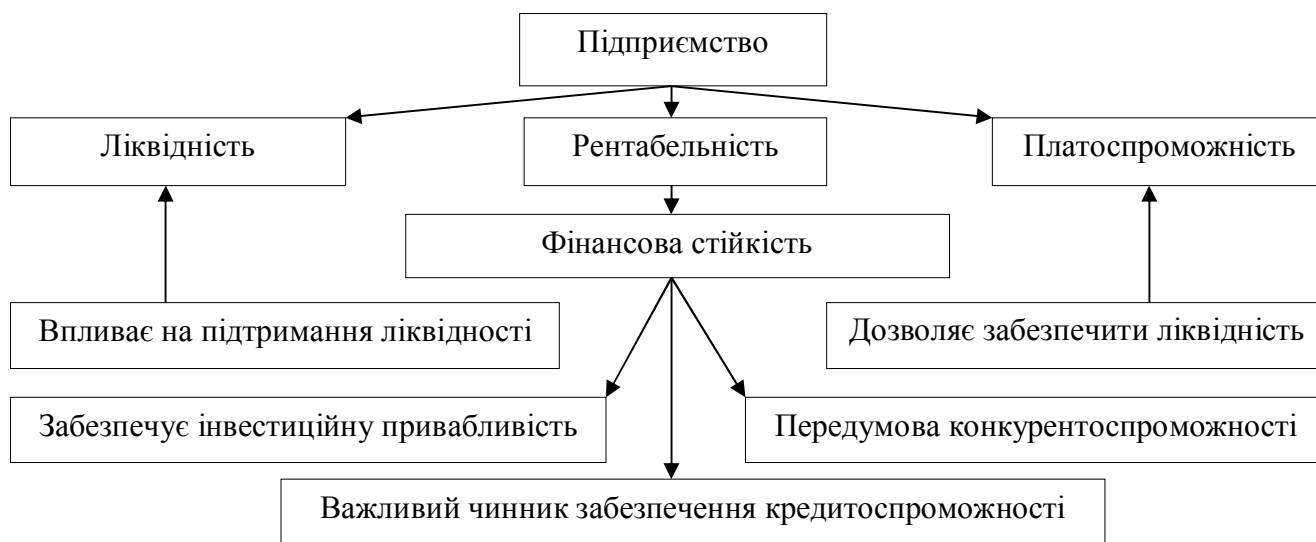 Підприємство
Ліквідність
Рентабельність
Платоспроможність
Фінансова стійкість
Впливає на підтримання ліквідності
Дозволяє забезпечити ліквідність
Забезпечує інвестиційну привабливість
Передумова конкурентоспроможності
Важливий чинник забезпечення кредитоспроможності